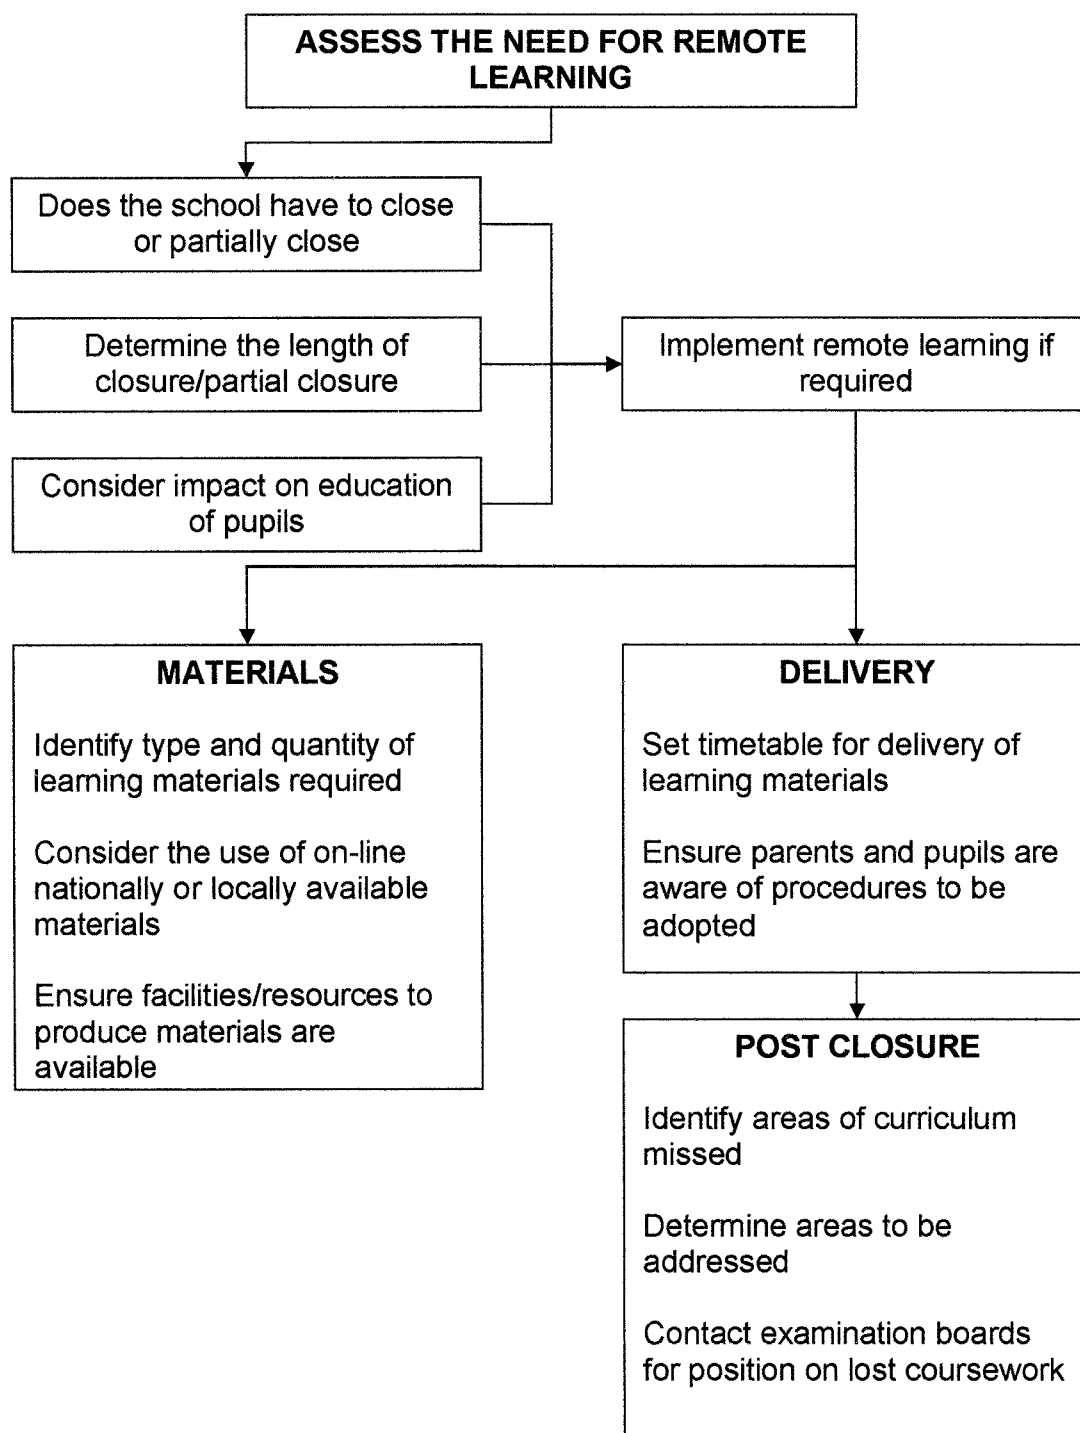 ASSESS THE NEED FOR REMOTE
LEARNING
Does the school have to close
or partially close
Determine the length of
closure/partial closure
Implement remote learning if
required
Consider impact on education
of pupils
MATERIALS
Identify type and quantity of
learning materials required
Consider the use of on-line
nationally or locally available
materials
Ensure facilities/resources to
produce materials are
available
DELIVERY
Set timetable for delivery of
learning materials
Ensure parents and pupils are
aware of procedures to be
adopted
POST CLOSURE
Identify areas of curriculum
missed
Determine areas to be
addressed
Contact examination boards
for position on lost coursework